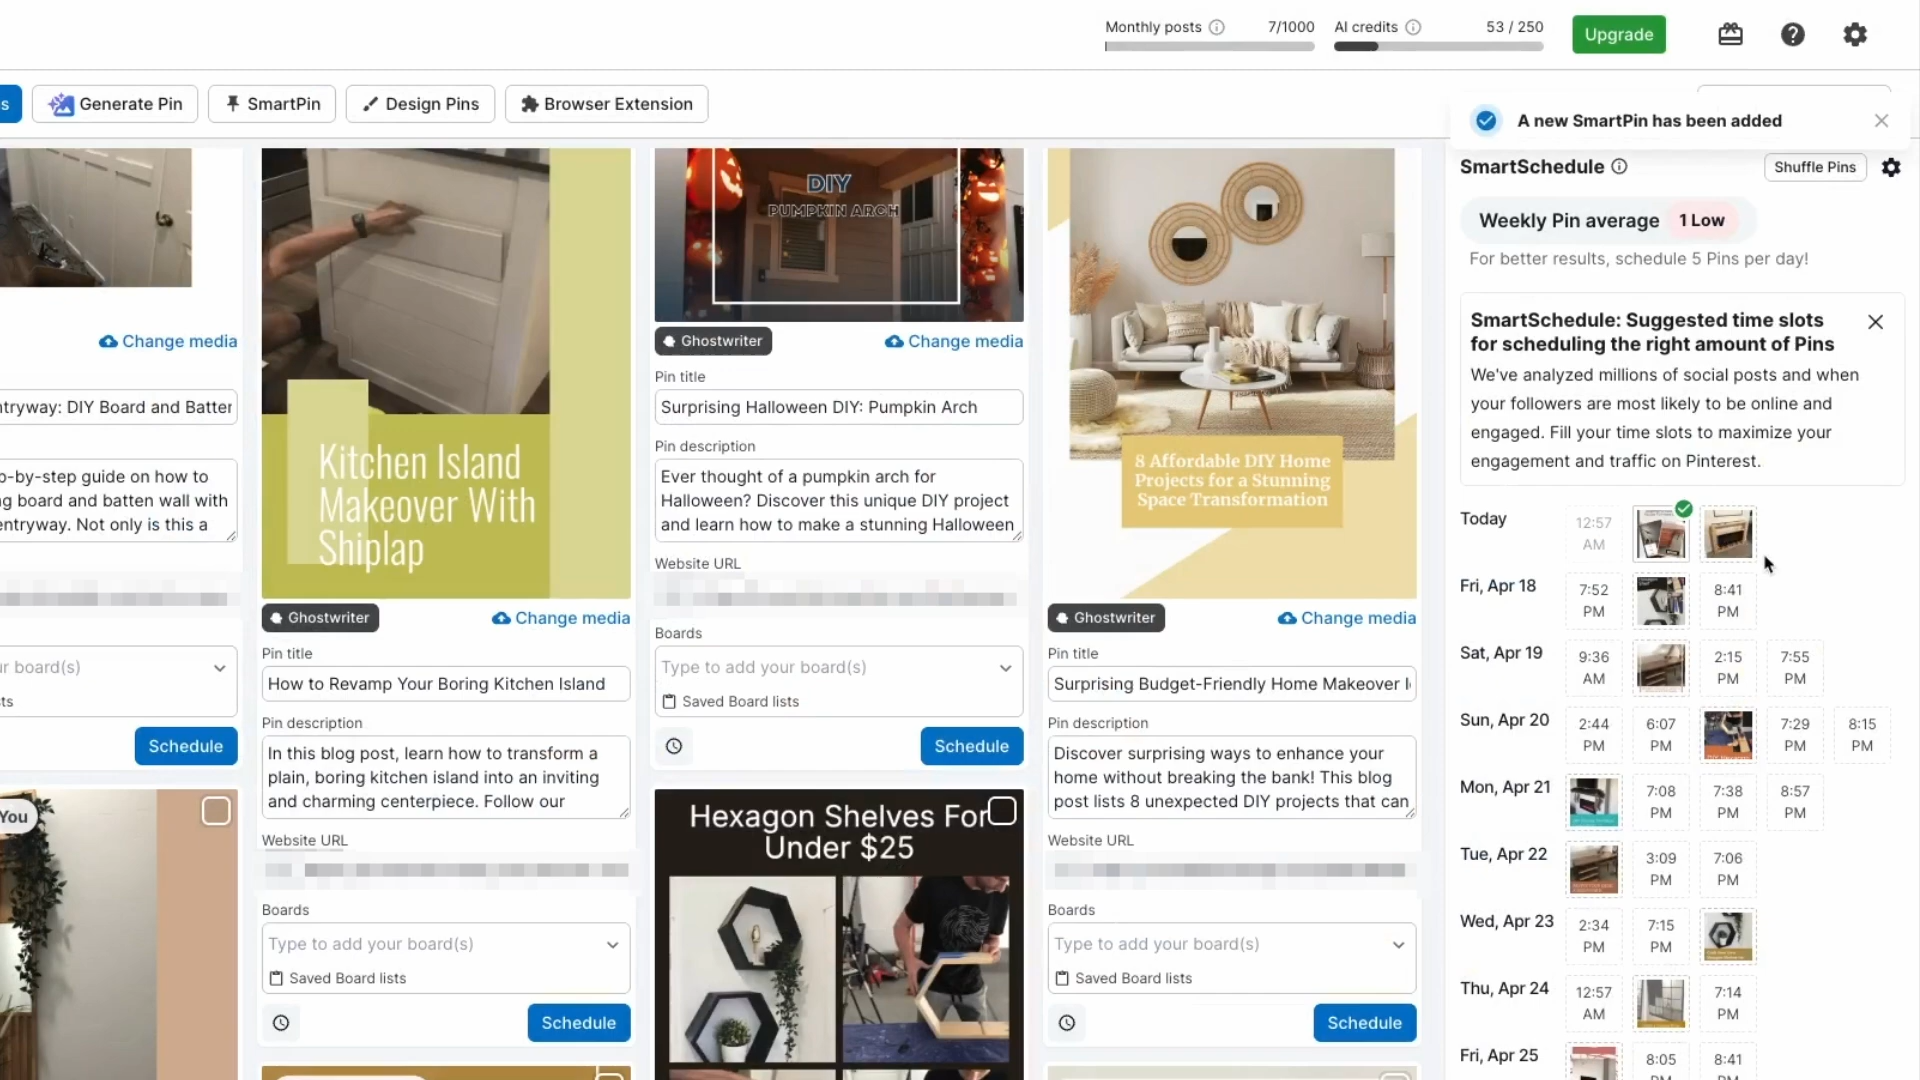 Monthly posts 7/1000 AI credits 53 / 250 Upgrade
s Generate Pin SmartPin Design Pins Browser Extension
A new SmartPin has been added
Change media
ntryway: DIY Board and Batter
p-by-step guide on how to
ng board and batten wall with
entryway. Not only is this a
r board(s)
ts
Schedule
You
Kitchen Island
Makeover With
Shiplap
Ghostwriter Change media
Pin title
How to Revamp Your Boring Kitchen Island
Pin description
In this blog post, learn how to transform a
plain, boring kitchen island into an inviting
and charming centerpiece. Follow our
Website URL
Boards
Type to add your board(s)
Saved Board lists
Schedule
DIY
PUMPKIN ARCH
Ghostwriter Change media
Pin title
Surprising Halloween DIY: Pumpkin Arch
Pin description
Ever thought of a pumpkin arch for
Halloween? Discover this unique DIY project
and learn how to make a stunning Halloween
Website URL
Boards
Type to add your board(s)
Saved Board lists
Schedule
Hexagon Shelves For
Under $25
8 Affordable DIY Home
Projects for a Stunning
Space Transformation
Ghostwriter Change media
Pin title
Surprising Budget-Friendly Home Makeover I
Pin description
Discover surprising ways to enhance your
home without breaking the bank! This blog
post lists 8 unexpected DIY projects that can
Website URL
Boards
Type to add your board(s)
Saved Board lists
Schedule
SmartSchedule Shuffle Pins
Weekly Pin average 1 Low
For better results, schedule 5 Pins per day!
SmartSchedule: Suggested time slots
for scheduling the right amount of Pins
We've analyzed millions of social posts and when
your followers are most likely to be online and
engaged. Fill your time slots to maximize your
engagement and traffic on Pinterest.
Today 12:57 AM
Fri, Apr 18 7:52 PM 8:41 PM
Sat, Apr 19 9:36 AM 2:15 PM 7:55 PM
Sun, Apr 20 2:44 PM 6:07 PM 7:29 PM 8:15 PM
Mon, Apr 21 7:08 PM 7:38 PM 8:57 PM
Tue, Apr 22 3:09 PM 7:06 PM
Wed, Apr 23 2:34 PM 7:15 PM
Thu, Apr 24 12:57 AM 7:14 PM
Fri, Apr 25 8:05 PM 8:41 PM